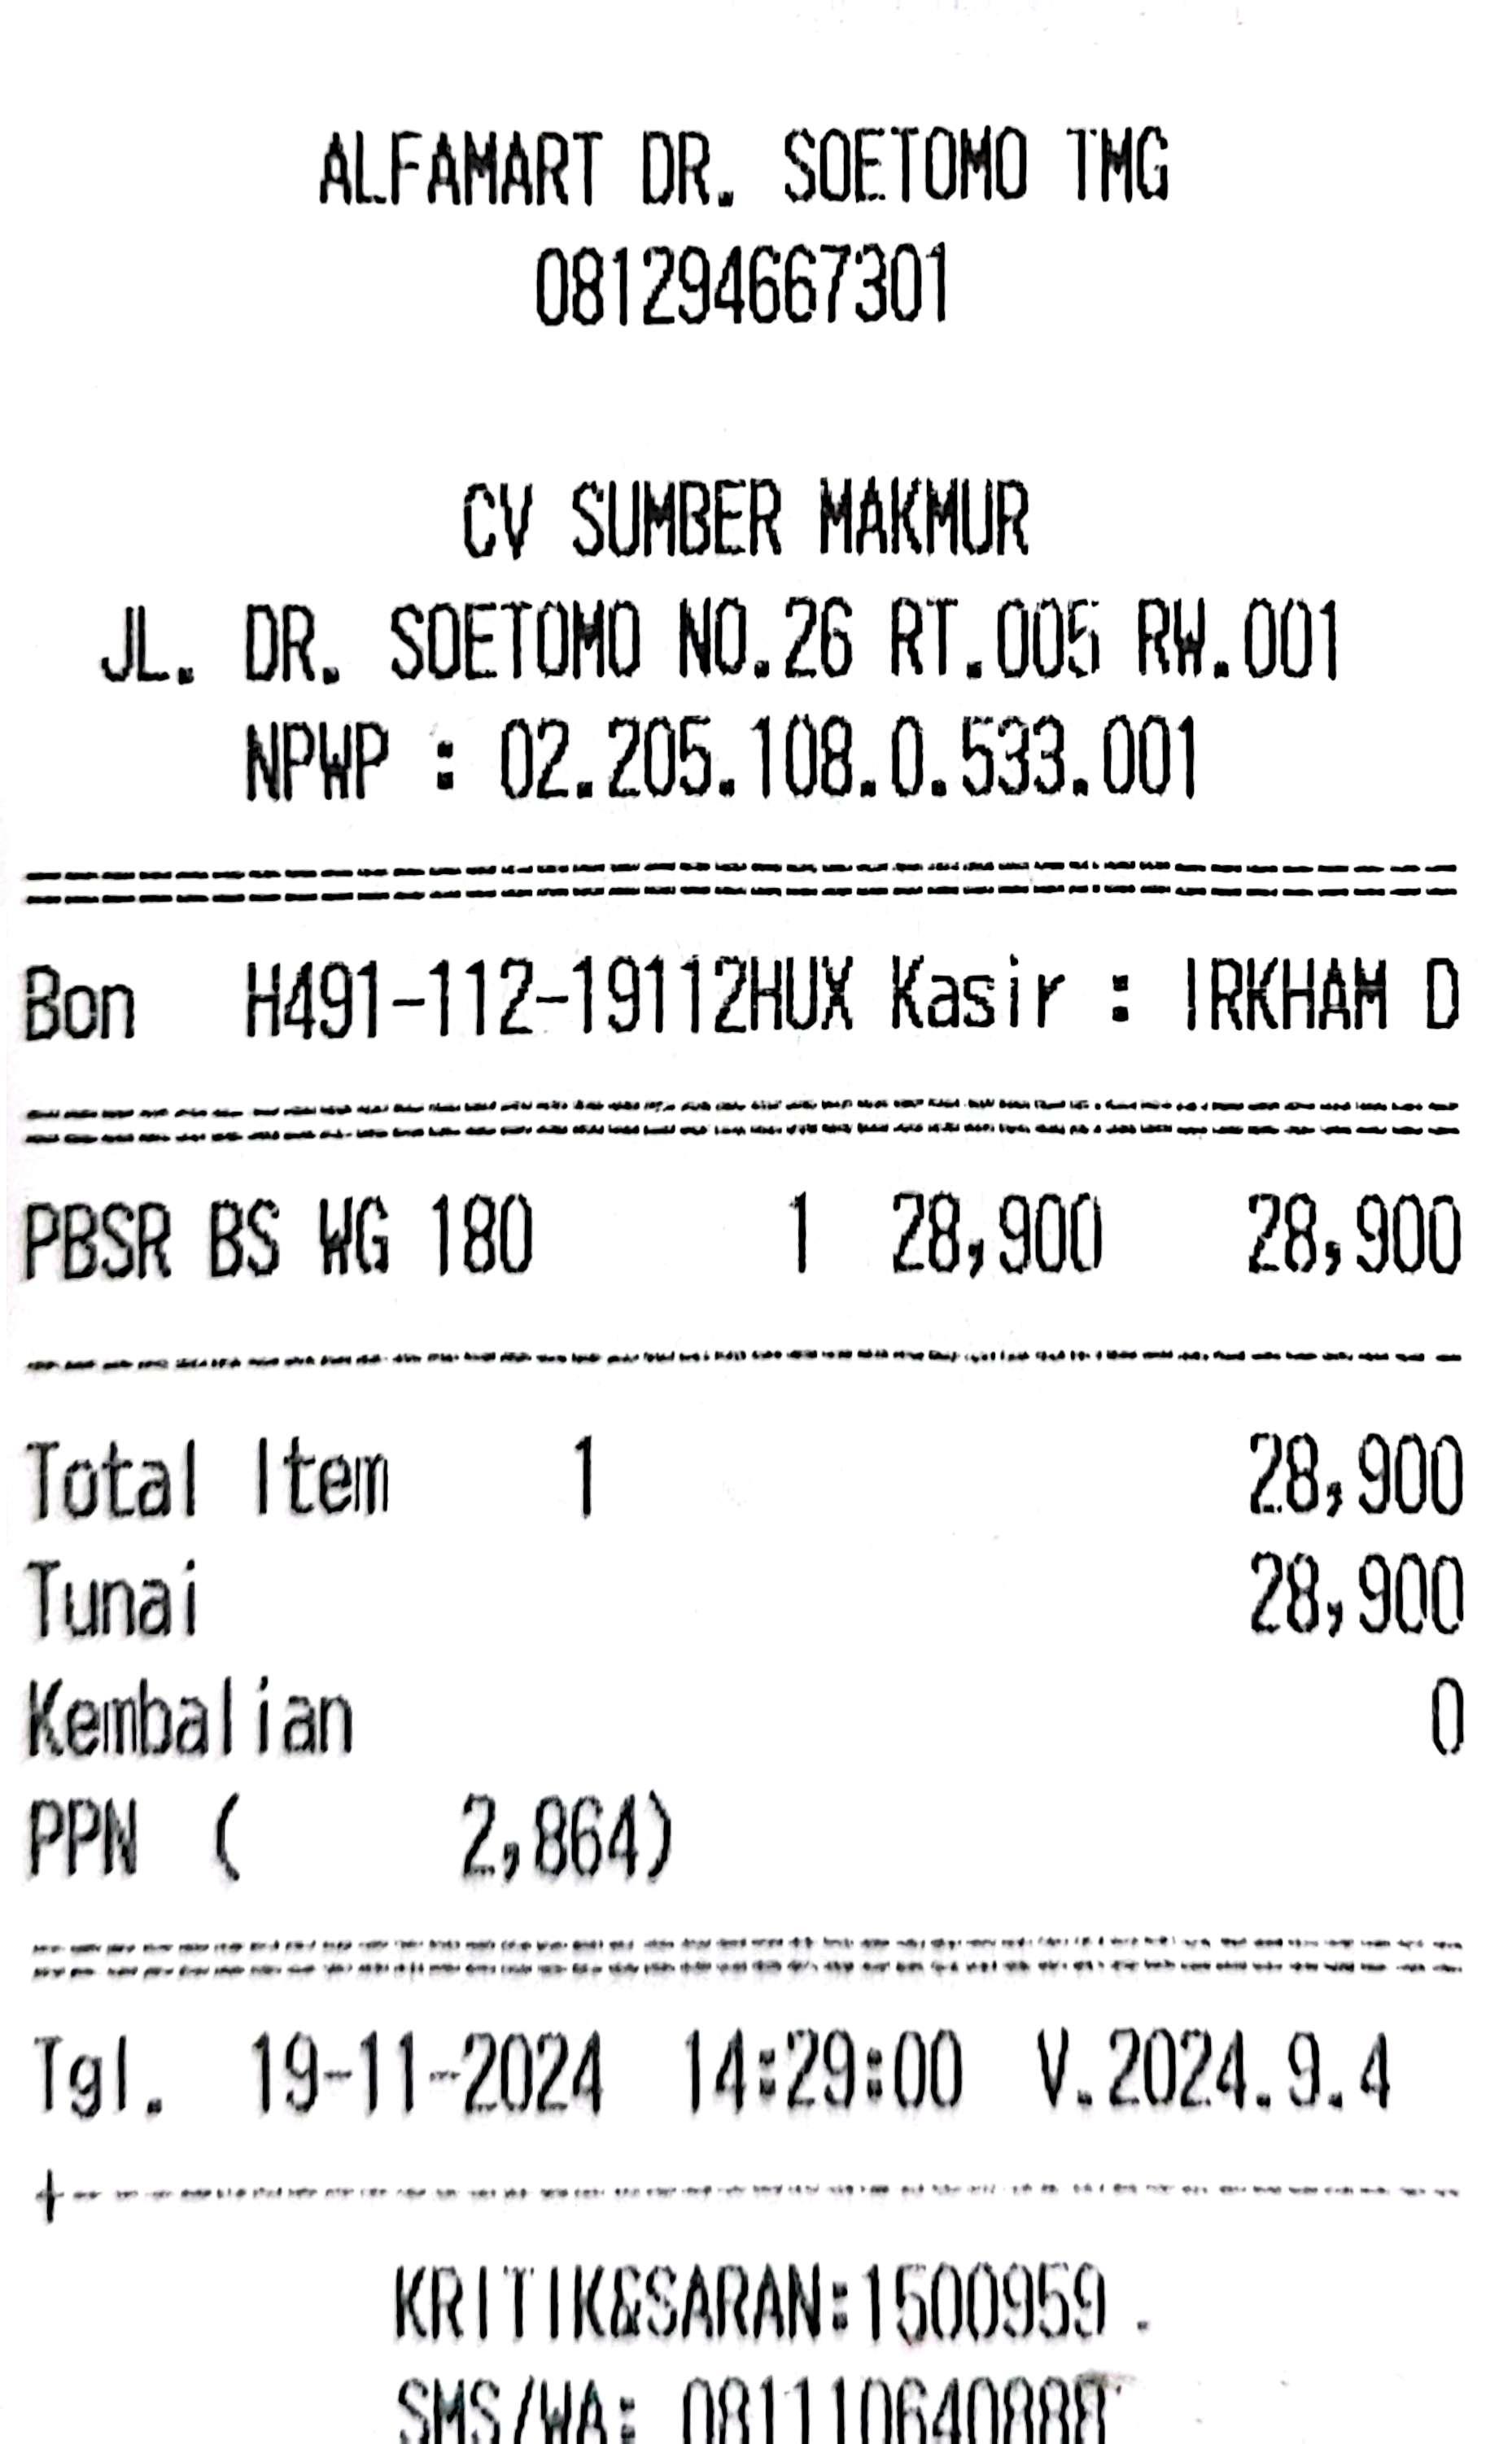 ALFAMART DR. SOETOMO TMG
081294667301
CV SUMBER MAKMUR
JL. DR. SOETOMO NO.26 RT.005 RW.001
NPWP : 02.205.108.0.533.001
Bon H491-112-19112HUX Kasir : IRKHAM D
PBSR BS WG 180 1 28,900 28,900
Total Item 1 28,900
Tunai 28,900
Kembalian 0
PPN ( 2,864)
Tgl. 19-11-2024 14:29:00 V.2024.9.4
KRITIK&SARAN:1500959
SMS/WA: 081110640888